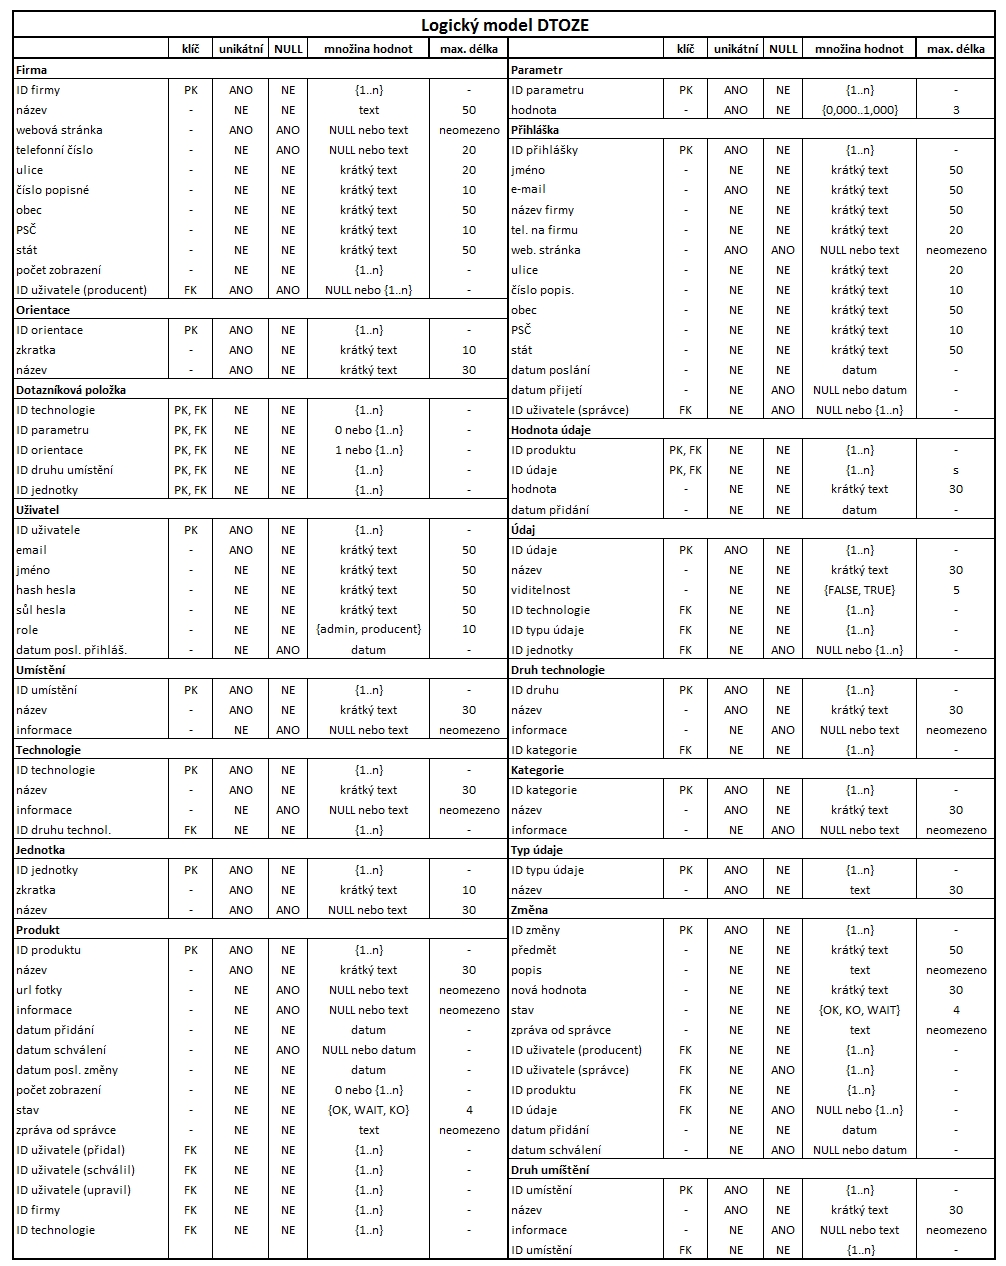 Logický model DTOZE
klíč unikátní NULL množina hodnot max. délka
Firma
ID firmy PK ANO NE {1..n} -
název - NE NE text 50
webová stránka - ANO ANO NULL nebo text neomezeno
telefonní číslo - NE ANO NULL nebo text 20
ulice - NE NE krátký text 20
číslo popisné - NE NE krátký text 10
obec - NE NE krátký text 50
PSČ - NE NE krátký text 10
stát - NE NE krátký text 50
počet zobrazení - NE NE {1..n} -
ID uživatele (producent) FK ANO ANO NULL nebo {1..n} -
Orientace
ID orientace PK ANO NE {1..n} -
zkratka - ANO NE krátký text 10
název - ANO NE krátký text 30
Dotazníková položka
ID technologie PK, FK NE NE {1..n} -
ID parametru PK, FK NE NE 0 nebo {1..n} -
ID orientace PK, FK NE NE 1 nebo {1..n} -
ID druhu umístění PK, FK NE NE {1..n} -
ID jednotky PK, FK NE NE {1..n} -
Uživatel
ID uživatele PK ANO NE {1..n} -
email - ANO NE krátký text 50
jméno - NE NE krátký text 50
hash hesla - NE NE krátký text 50
sůl hesla - NE NE krátký text 50
role - NE NE {admin, producent} 10
datum posl. přihláš. - NE ANO datum -
Umístění
ID umístění PK ANO NE {1..n} -
název - ANO NE krátký text 30
informace - NE ANO NULL nebo text neomezeno
Technologie
ID technologie PK ANO NE {1..n} -
název - ANO NE krátký text 30
informace - NE ANO NULL nebo text neomezeno
ID druhu technol. FK NE NE {1..n} -
Jednotka
ID jednotky PK ANO NE {1..n} -
zkratka - ANO NE krátký text 10
název - ANO ANO NULL nebo text 30
Produkt
ID produktu PK ANO NE {1..n} -
název - ANO NE krátký text 30
url fotky - NE ANO NULL nebo text neomezeno
informace - NE ANO NULL nebo text neomezeno
datum přidání - NE NE datum -
datum schválení - NE ANO NULL nebo datum -
datum posl. změny - NE NE datum -
počet zobrazení - NE NE 0 nebo {1..n} -
stav - NE NE {OK, WAIT, KO} 4
zpráva od správce - NE NE text neomezeno
ID uživatele (přidal) FK NE NE {1..n} -
ID uživatele (schválil) FK NE NE {1..n} -
ID uživatele (upravil) FK NE NE {1..n} -
ID firmy FK NE NE {1..n} -
ID technologie FK NE NE {1..n} -
klíč unikátní NULL množina hodnot max. délka
Parametr
ID parametru PK ANO NE {1..n} -
hodnota - ANO NE {0,000..1,000} 3
Přihláška
ID přihlášky PK ANO NE {1..n} -
jméno - NE NE krátký text 50
e-mail - ANO NE krátký text 50
název firmy - NE NE krátký text 50
tel. na firmu - NE NE krátký text 20
web. stránka - ANO ANO NULL nebo text neomezeno
ulice - NE NE krátký text 20
číslo popis. - NE NE krátký text 10
obec - NE NE krátký text 50
PSČ - NE NE krátký text 10
stát - NE NE krátký text 50
datum poslání - NE NE datum -
datum přijetí - NE ANO NULL nebo datum -
ID uživatele (správce) FK NE ANO NULL nebo {1..n} -
Hodnota údaje
ID produktu PK, FK NE NE {1..n} -
ID údaje PK, FK NE NE {1..n} s
hodnota - NE NE krátký text 30
datum přidání - NE NE datum -
Údaj
ID údaje PK ANO NE {1..n} -
název - NE NE krátký text 30
viditelnost - NE NE {FALSE, TRUE} 5
ID technologie FK NE NE {1..n} -
ID typu údaje FK NE NE {1..n} -
ID jednotky FK NE ANO NULL nebo {1..n} -
Druh technologie
ID druhu PK ANO NE {1..n} -
název - ANO NE krátký text 30
informace - NE ANO NULL nebo text neomezeno
ID kategorie FK NE NE {1..n} -
Kategorie
ID kategorie PK ANO NE {1..n} -
název - ANO NE krátký text 30
informace - NE ANO NULL nebo text neomezeno
Typ údaje
ID typu údaje PK ANO NE {1..n} -
název - ANO NE text 30
Změna
ID změny PK ANO NE {1..n} -
předmět - NE NE krátký text 50
popis - NE NE text neomezeno
nová hodnota - NE NE krátký text 30
stav - NE NE {OK, KO, WAIT} 4
zpráva od správce - NE NE text neomezeno
ID uživatele (producent) FK NE NE {1..n} -
ID uživatele (správce) FK NE ANO {1..n} -
ID produktu FK NE NE {1..n} -
ID údaje FK NE ANO NULL nebo {1..n} -
datum přidání - NE NE datum -
datum schválení - NE ANO NULL nebo datum -
Druh umíštění
ID umístění PK ANO NE {1..n} -
název - ANO NE krátký text 30
informace - NE ANO NULL nebo text neomezeno
ID umístění FK NE NE {1..n} -